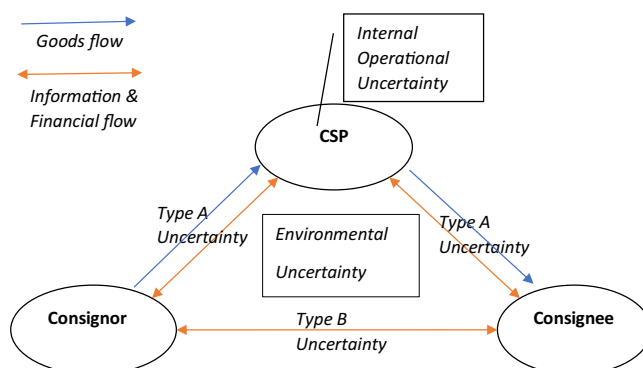 Goods flow
Information &
Financial flow
Internal
Operational
Uncertainty
CSP
Type A
Uncertainty
Environmental
Uncertainty
Type A
Uncertainty
Consignor
Type B
Uncertainty
Consignee